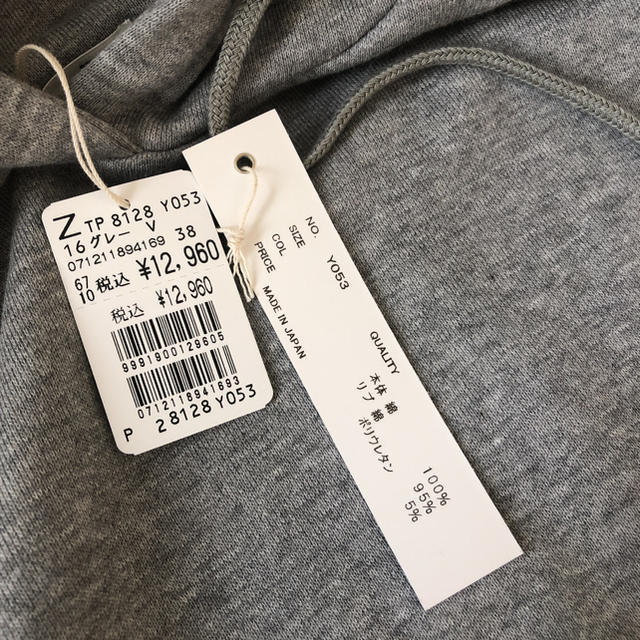 Z TP 8128 Y053
16 グレー V 38
071211894169
67
10 税込 ¥12,960
税込 ¥12,960
9991900129605
0712118941693
P 28128 Y053
NO. Y053
SIZE
COL
PRICE
MADE IN JAPAN
QUALITY
本体 綿 100%
リブ 綿 95%
ポリウレタン 5%